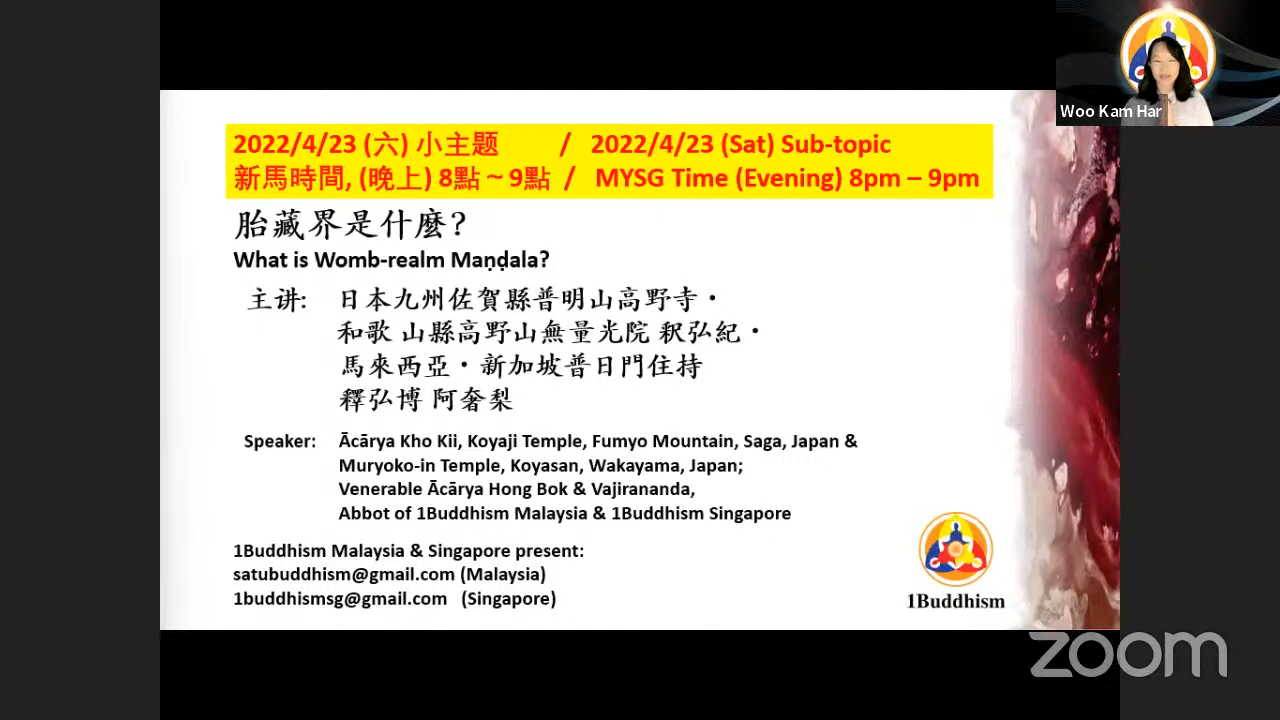 2022/4/23 (六) 小主题 / 2022/4/23 (Sat) Sub-topic
新馬時間, (晚上) 8點 ~ 9點 / MYSG Time (Evening) 8pm – 9pm
胎藏界是什麼?
What is Womb-realm Maṇḍala?
主讲: 日本九州佐賀縣普明山高野寺・
和歌 山縣高野山無量光院 釈弘紀・
馬來西亞・新加坡普日門住持
釋弘博 阿奢梨
Speaker: Ācārya Kho Kii, Koyaji Temple, Fumyo Mountain, Saga, Japan &
Muryoko-in Temple, Koyasan, Wakayama, Japan;
Venerable Ācārya Hong Bok & Vajirananda,
Abbot of 1Buddhism Malaysia & 1Buddhism Singapore
1Buddhism Malaysia & Singapore present:
satubuddhism@gmail.com (Malaysia)
1buddhismsg@gmail.com (Singapore)
1Buddhism
Woo Kam Har
zoom